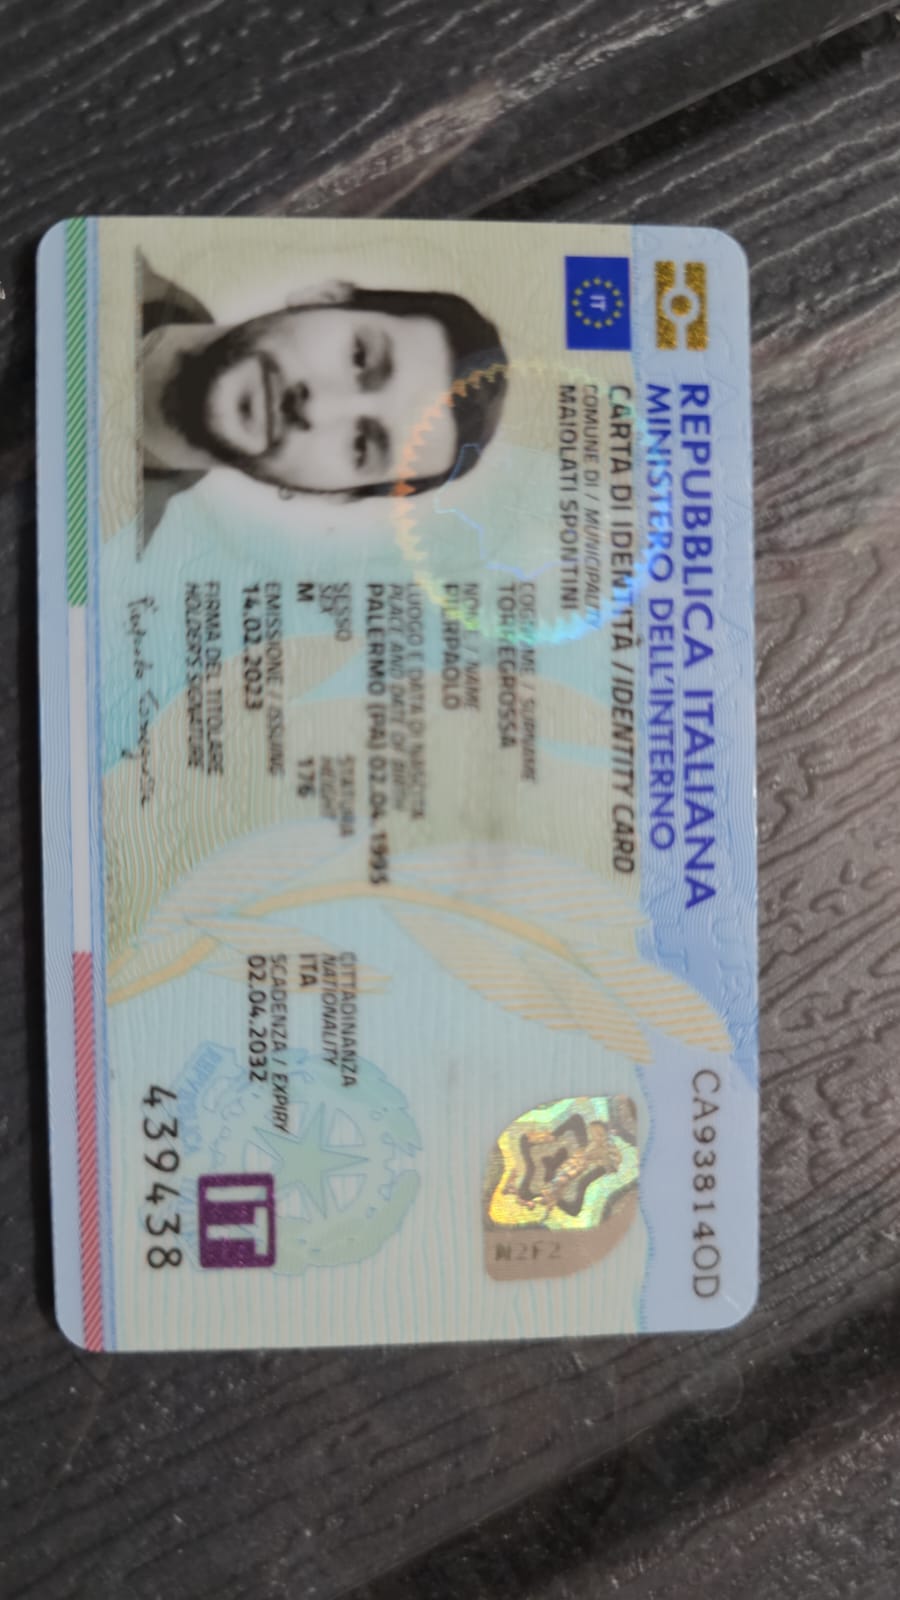 REPUBBLICA ITALIANA
MINISTERO DELL'INTERNO
CA93814OD
CARTA DI IDENTITÀ / IDENTITY CARD
COMUNE DI / MUNICIPALITY
MAIOLATI SPONTINI
IT
COGNOME / SURNAME
TORREGROSSA
NOME / NAME
PIERPAOLO
LUOGO E DATA DI NASCITA
PLACE AND DATE OF BIRTH
PALERMO (PA) 02.04.1995
SESSO STATURA CITTADINANZA
SEX HEIGHT NATIONALITY
M 176 ITA
EMISSIONE / ISSUING SCADENZA / EXPIRY
14.02.2023 02.04.2032
FIRMA DEL TITOLARE
HOLDER'S SIGNATURE
IT
439438